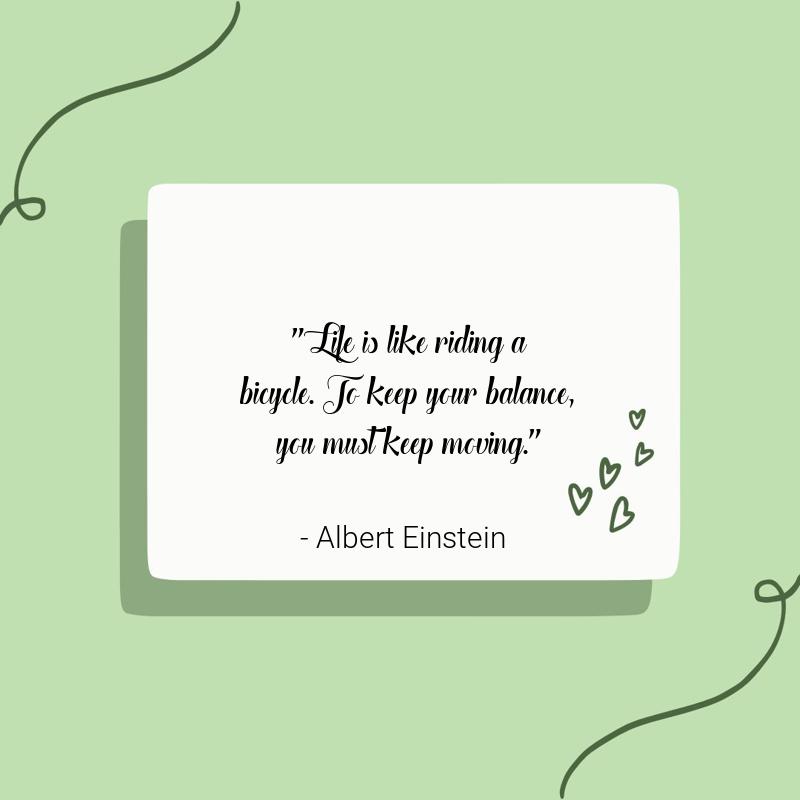 "Life is like riding a
bicycle. To keep your balance,
you must keep moving."
- Albert Einstein